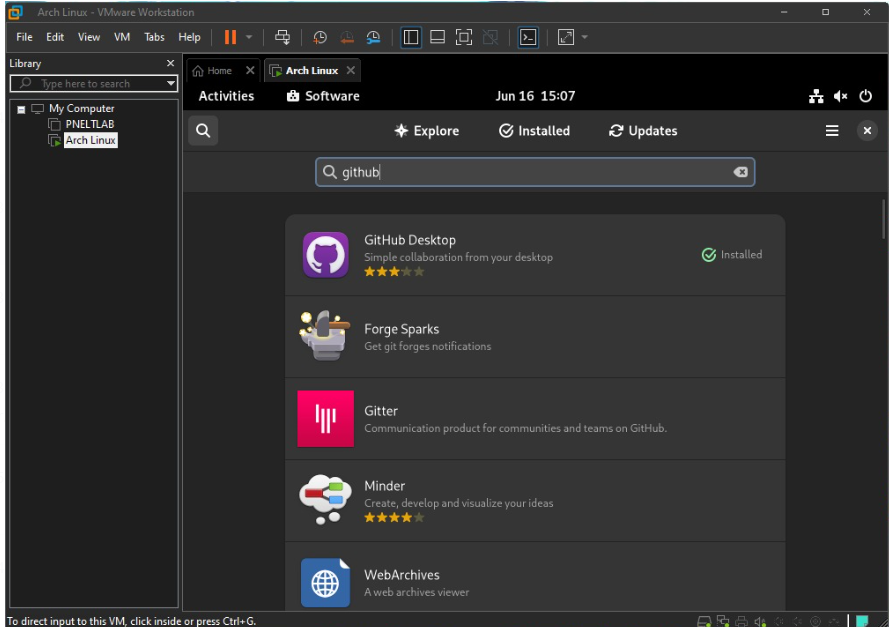 Arch Linux - VMware Workstation
File Edit View VM Tabs Help
Library
Type here to search
My Computer
PNELTLAB
Arch Linux
Home
Arch Linux
Activities Software Jun 16 15:07
Explore Installed Updates
github
GitHub Desktop
Simple collaboration from your desktop
Installed
Forge Sparks
Get git forges notifications
Gitter
Communication product for communities and teams on GitHub.
Minder
Create, develop and visualize your ideas
WebArchives
A web archives viewer
To direct input to this VM, click inside or press Ctrl+G.